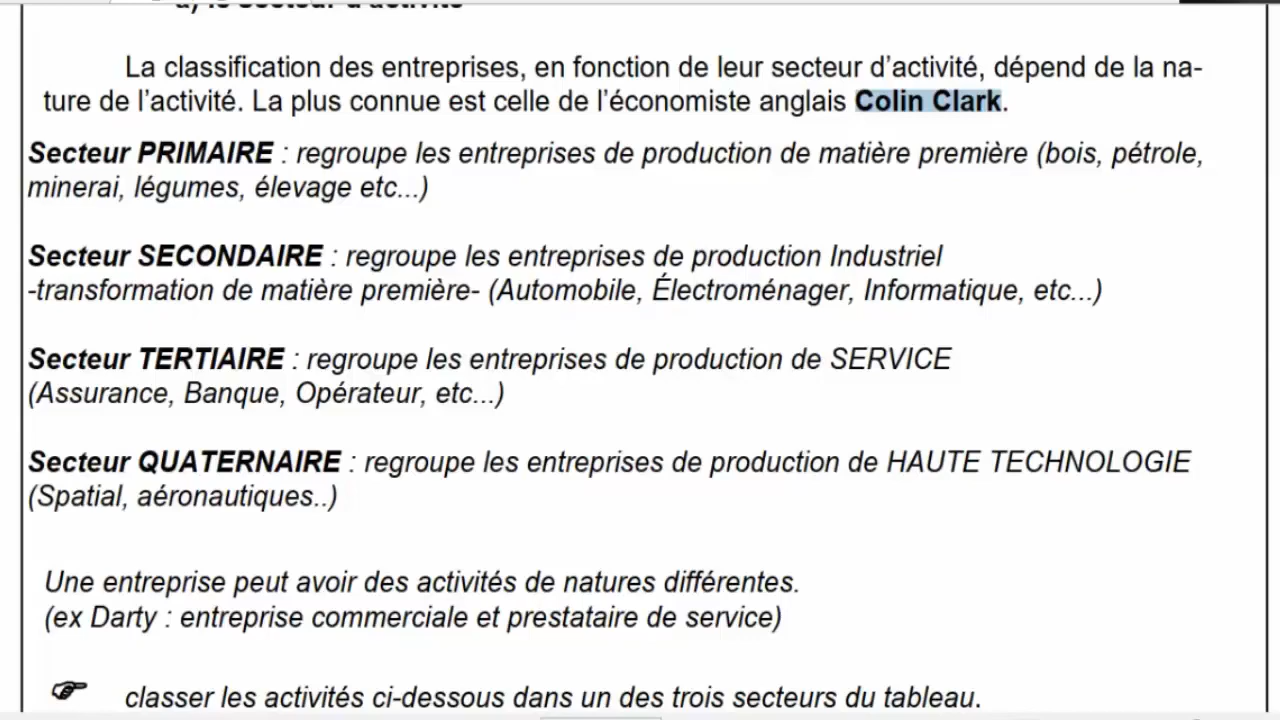 a) le secteur d'activité
La classification des entreprises, en fonction de leur secteur d’activité, dépend de la na-
ture de l’activité. La plus connue est celle de l’économiste anglais Colin Clark.
Secteur PRIMAIRE : regroupe les entreprises de production de matière première (bois, pétrole,
minerai, légumes, élevage etc...)
Secteur SECONDAIRE : regroupe les entreprises de production Industriel
-transformation de matière première- (Automobile, Électroménager, Informatique, etc...)
Secteur TERTIAIRE : regroupe les entreprises de production de SERVICE
(Assurance, Banque, Opérateur, etc...)
Secteur QUATERNAIRE : regroupe les entreprises de production de HAUTE TECHNOLOGIE
(Spatial, aéronautiques..)
Une entreprise peut avoir des activités de natures différentes.
(ex Darty : entreprise commerciale et prestataire de service)
classer les activités ci-dessous dans un des trois secteurs du tableau.